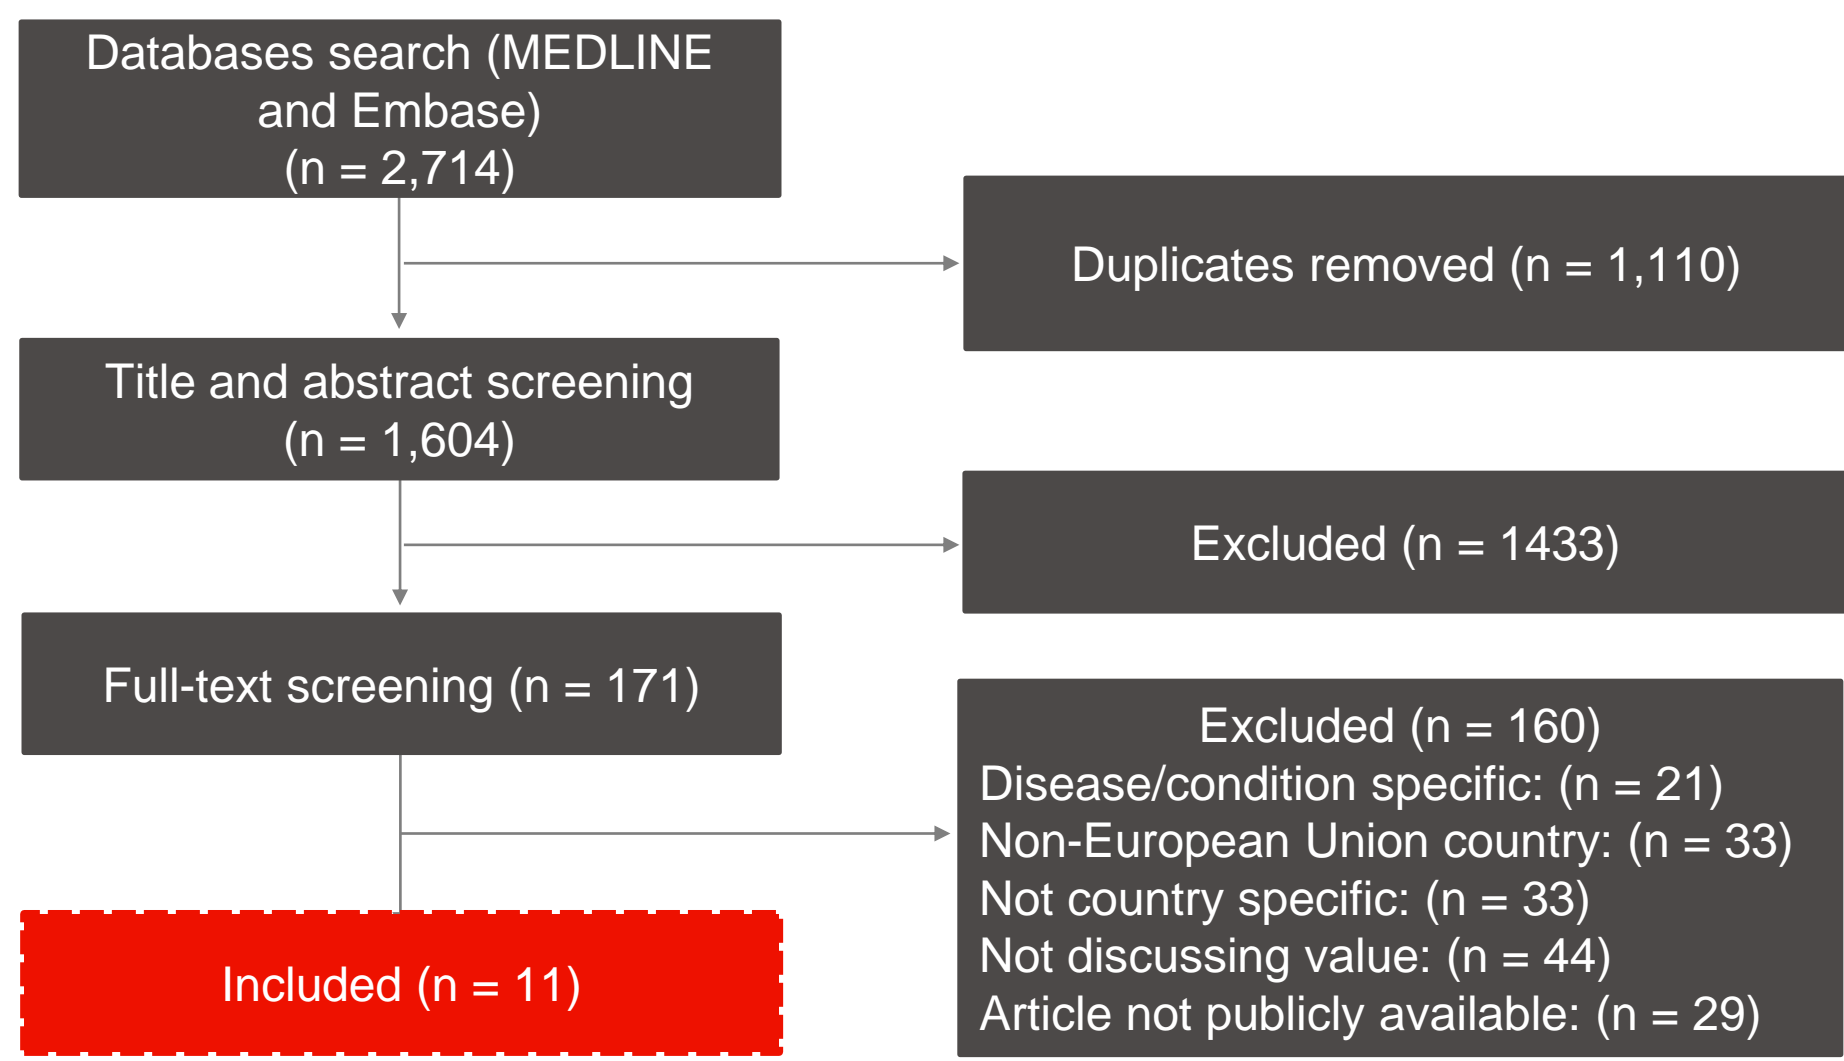 Databases search (MEDLINE
and Embase)
(n = 2,714)
Duplicates removed (n = 1,110)
Title and abstract screening
(n = 1,604)
Excluded (n = 1433)
Full-text screening (n = 171)
Excluded (n = 160)
Disease/condition specific: (n = 21)
Non-European Union country: (n = 33)
Not country specific: (n = 33)
Not discussing value: (n = 44)
Article not publicly available: (n = 29)
Included (n = 11)